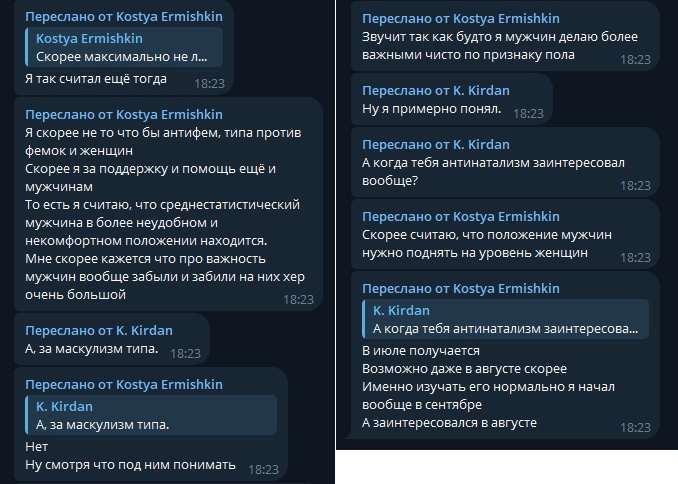 Переслано от Kostya Ermishkin
Kostya Ermishkin
Скорее максимально не л...
Я так считал ещё тогда
18:23
Переслано от Kostya Ermishkin
Я скорее не то что бы антифем, типа против
фемок и женщин
Скорее я за поддержку и помощь ещё и
мужчинам
То есть я считаю, что среднестатистический
мужчина в более неудобном и
некомфортном положении находится.
Мне скорее кажется что про важность
мужчин вообще забыли и забили на них хер
очень большой
18:23
Переслано от K. Kirdan
А, за маскулизм типа.
18:23
Переслано от Kostya Ermishkin
K. Kirdan
А, за маскулизм типа.
Нет
Ну смотря что под ним понимать
18:23
Переслано от Kostya Ermishkin
Звучит так как будто я мужчин делаю более
важными чисто по признаку пола
18:23
Переслано от K. Kirdan
Ну я примерно понял.
18:23
Переслано от K. Kirdan
А когда тебя антинатализм заинтересовал
вообще?
18:23
Переслано от Kostya Ermishkin
Скорее считаю, что положение мужчин
нужно поднять на уровень женщин
18:23
Переслано от Kostya Ermishkin
K. Kirdan
А когда тебя антинатализм заинтересова...
В июле получается
Возможно даже в августе скорее
Именно изучать его нормально я начал
вообще в сентябре
А заинтересовался в августе
18:23